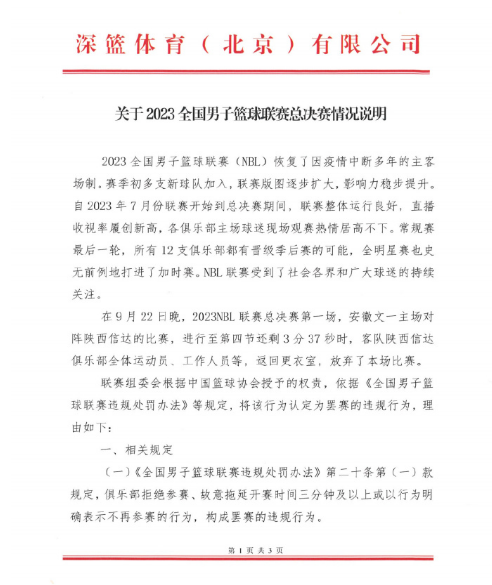 深篮体育（北京）有限公司
关于2023全国男子篮球联赛总决赛情况说明
2023全国男子篮球联赛（NBL）恢复了因疫情中断多年的主客
场制，赛季初多支新球队加入，联赛版图逐步扩大，影响力稳步提升。
自2023年7月份联赛开始到总决赛期间，联赛整体运行良好，直播
收视率屡创新高，各俱乐部主场球迷现场观赛热情居高不下。常规赛
最后一轮，所有12支俱乐部都有晋级季后赛的可能，全明星赛也史
无前例地打进了加时赛。NBL联赛受到了社会各界和广大球迷的持续
关注。
在9月22日晚，2023NBL联赛总决赛第一场，安徽文一主场对
阵陕西信达的比赛，进行至第四节还剩3分37秒时，客队陕西信达
俱乐部全体运动员、工作人员等，返回更衣室，放弃了本场比赛。
联赛组委会根据中国篮球协会授予的权责，依据《全国男子篮
球联赛违规处罚办法》等规定，将该行为认定为罢赛的违规行为，理
由如下：
一、相关规定
（一）《全国男子篮球联赛违规处罚办法》第二十条第（一）款
规定，俱乐部拒绝参赛、故意拖延开赛时间三分钟及以上或以行为明
确表示不再参赛的行为，构成罢赛的违规行为。
第1页共3页